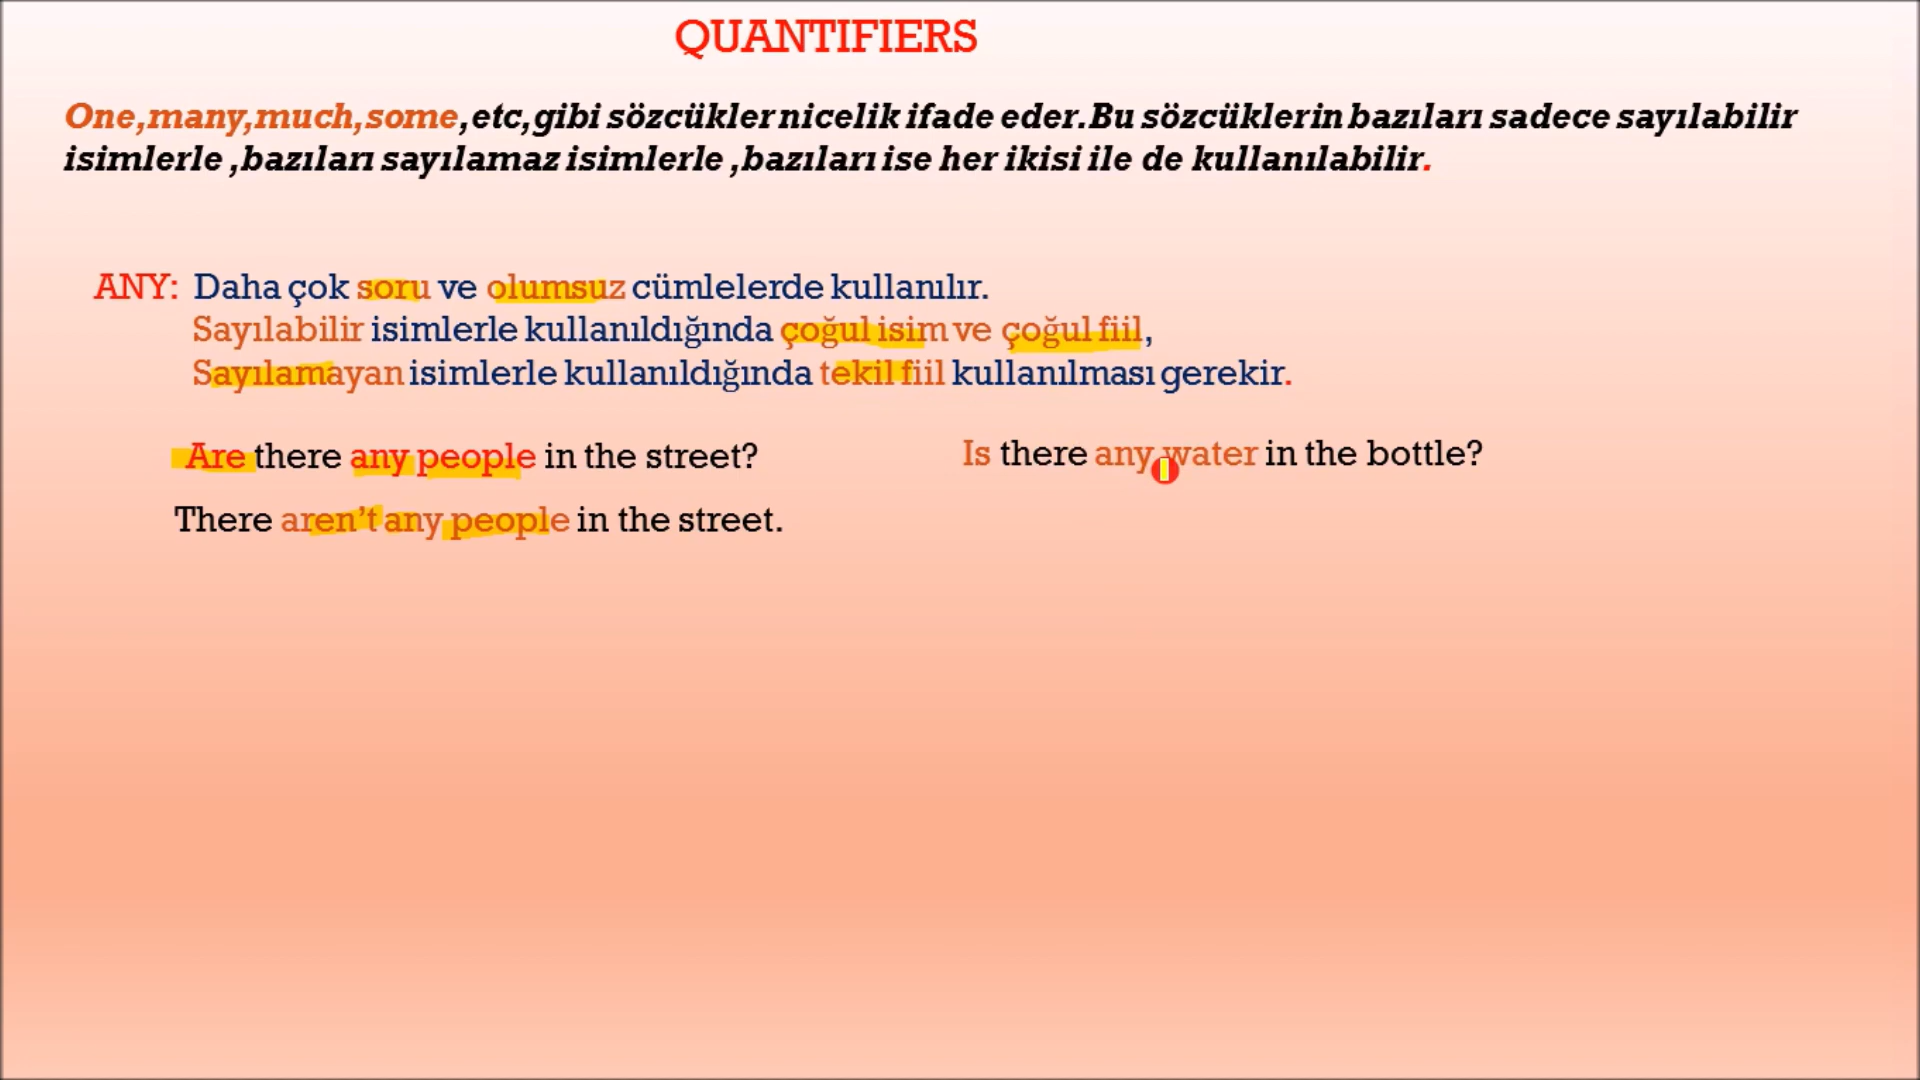 QUANTIFIERS
One,many,much,some,etc,gibi sözcükler nicelik ifade eder.Bu sözcüklerin bazıları sadece sayılabilir
isimlerle ,bazıları sayılamaz isimlerle ,bazıları ise her ikisi ile de kullanılabilir.
ANY: Daha çok soru ve olumsuz cümlelerde kullanılır.
Sayılabilir isimlerle kullanıldığında çoğul isim ve çoğul fiil,
Sayılamayan isimlerle kullanıldığında tekil fiil kullanılması gerekir.
Are there any people in the street?
Is there any water in the bottle?
There aren't any people in the street.